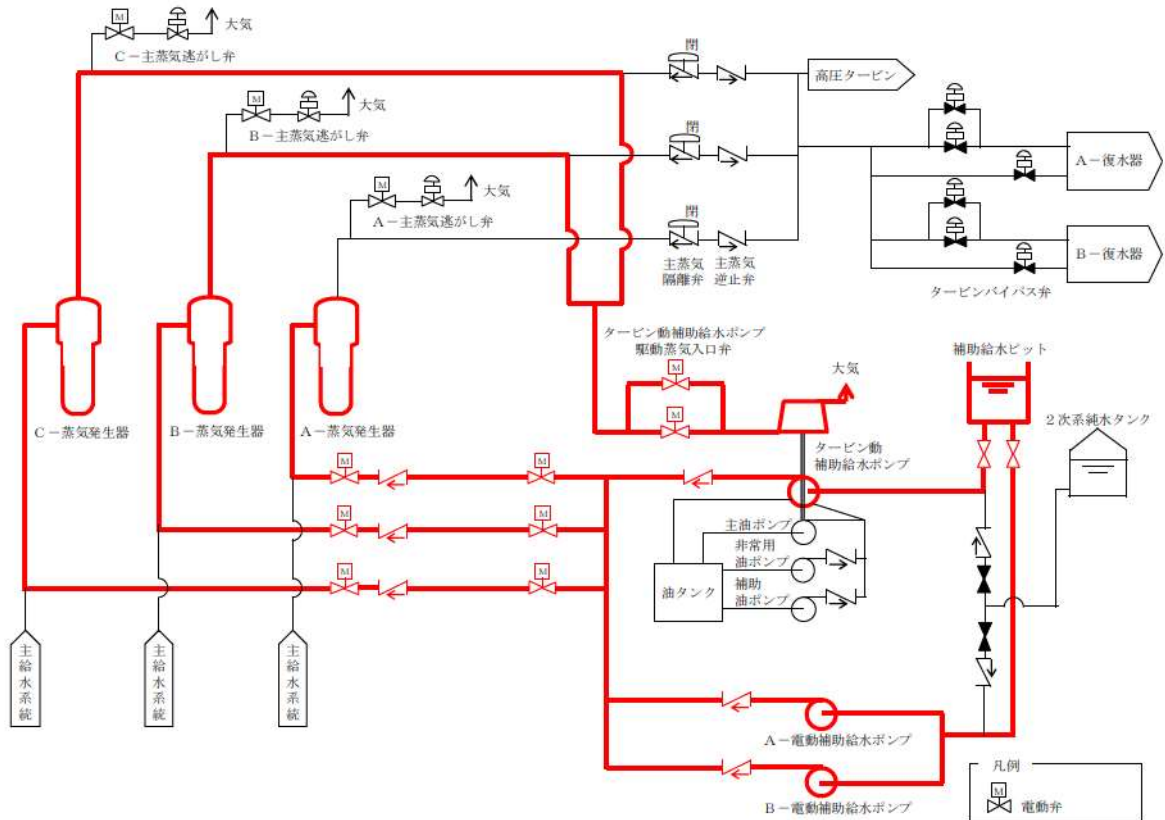 M
大気
C－主蒸気逃がし弁
閉
高圧タービン
M
大気
B－主蒸気逃がし弁
閉
A－復水器
M
大気
A－主蒸気逃がし弁
閉
主蒸気
隔離弁
主蒸気
逆止弁
B－復水器
タービンバイパス弁
タービン動補助給水ポンプ
駆動蒸気入口弁
M
M
大気
補助給水ピット
2次系純水タンク
C－蒸気発生器
B－蒸気発生器
A－蒸気発生器
タービン動
補助給水ポンプ
M
M
M
M
M
M
主油ポンプ
非常用
油ポンプ
補助
油ポンプ
油タンク
主給水系統
主給水系統
主給水系統
A－電動補助給水ポンプ
B－電動補助給水ポンプ
凡例
M
電動弁